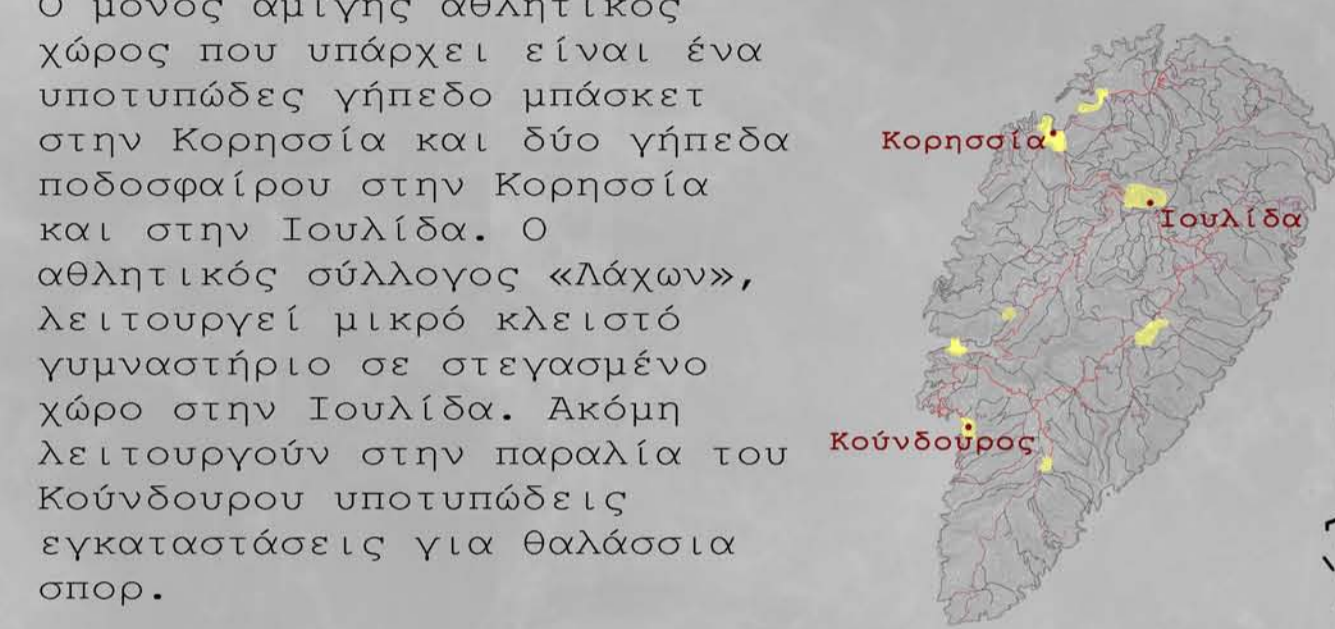 Ο μόνος αμιγής αθλητικός
χώρος που υπάρχει είναι ένα
υποτυπώδες γήπεδο μπάσκετ
στην Κορησσία και δύο γήπεδα
ποδοσφαίρου στην Κορησσία
και στην Ιουλίδα. Ο
αθλητικός σύλλογος «Λάχων»,
λειτουργεί μικρό κλειστό
γυμναστήριο σε στεγασμένο
χώρο στην Ιουλίδα. Ακόμη
λειτουργούν στην παραλία του
Κούνδουρου υποτυπώδεις
εγκαταστάσεις για θαλάσσια
σπορ.
Κορησσία
Ιουλίδα
Κούνδουρος